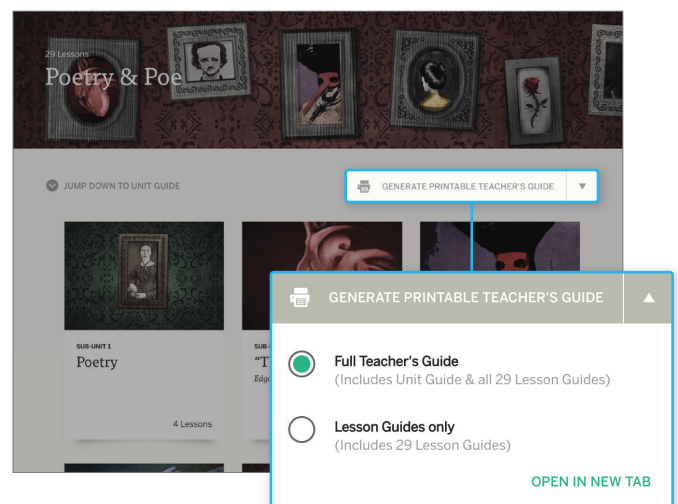 29 Lessons
Poetry & Poe
JUMP DOWN TO UNIT GUIDE
GENERATE PRINTABLE TEACHER'S GUIDE
SUB-UNIT 1
Poetry
4 Lessons
SUB-
“T
Edga
GENERATE PRINTABLE TEACHER'S GUIDE
Full Teacher's Guide
(Includes Unit Guide & all 29 Lesson Guides)
Lesson Guides only
(Includes 29 Lesson Guides)
OPEN IN NEW TAB